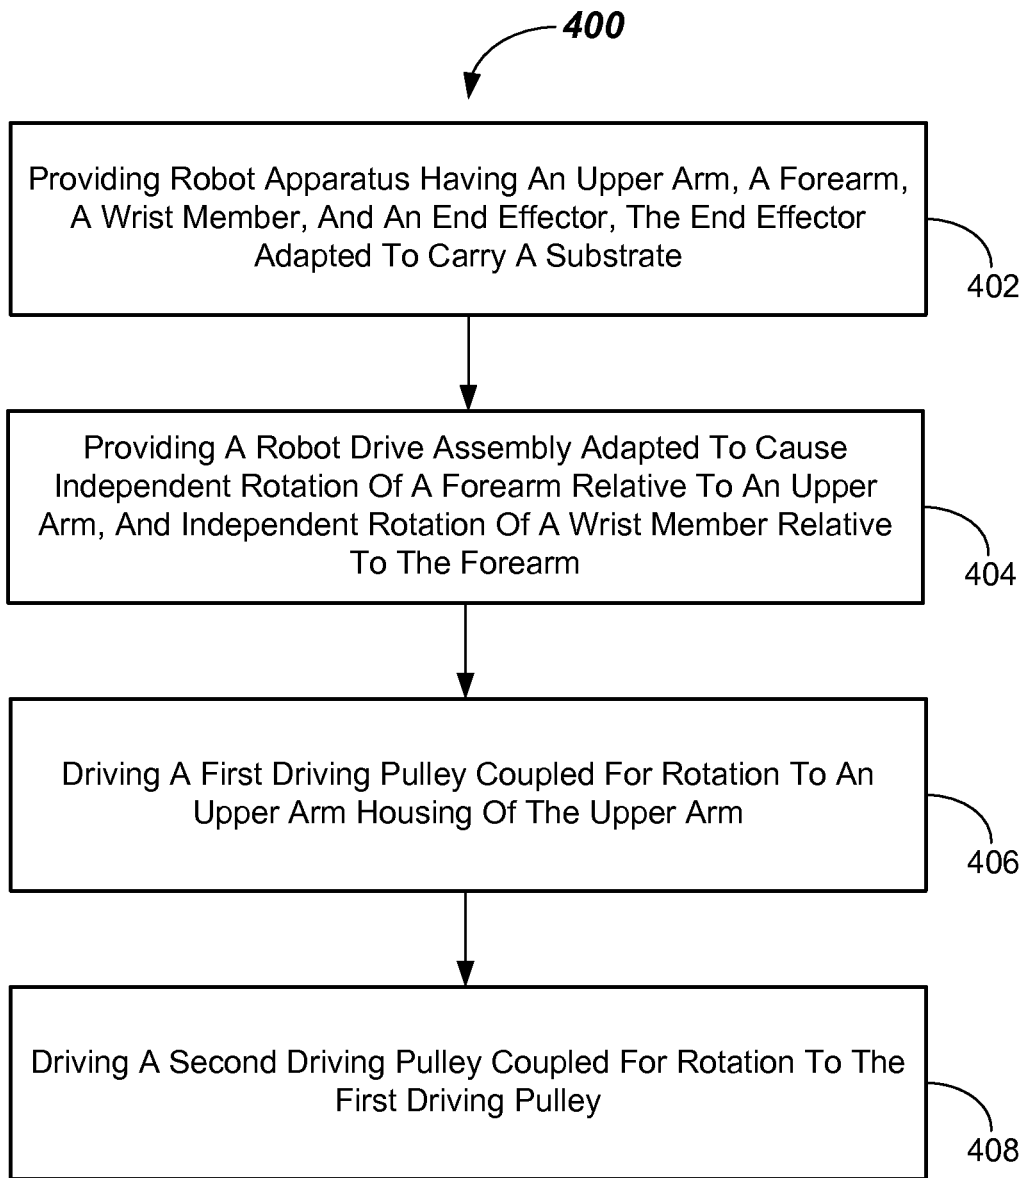 400
Providing Robot Apparatus Having An Upper Arm, A Forearm,
A Wrist Member, And An End Effector, The End Effector
Adapted To Carry A Substrate
402
Providing A Robot Drive Assembly Adapted To Cause
Independent Rotation Of A Forearm Relative To An Upper
Arm, And Independent Rotation Of A Wrist Member Relative
To The Forearm
404
Driving A First Driving Pulley Coupled For Rotation To An
Upper Arm Housing Of The Upper Arm
406
Driving A Second Driving Pulley Coupled For Rotation To The
First Driving Pulley
408